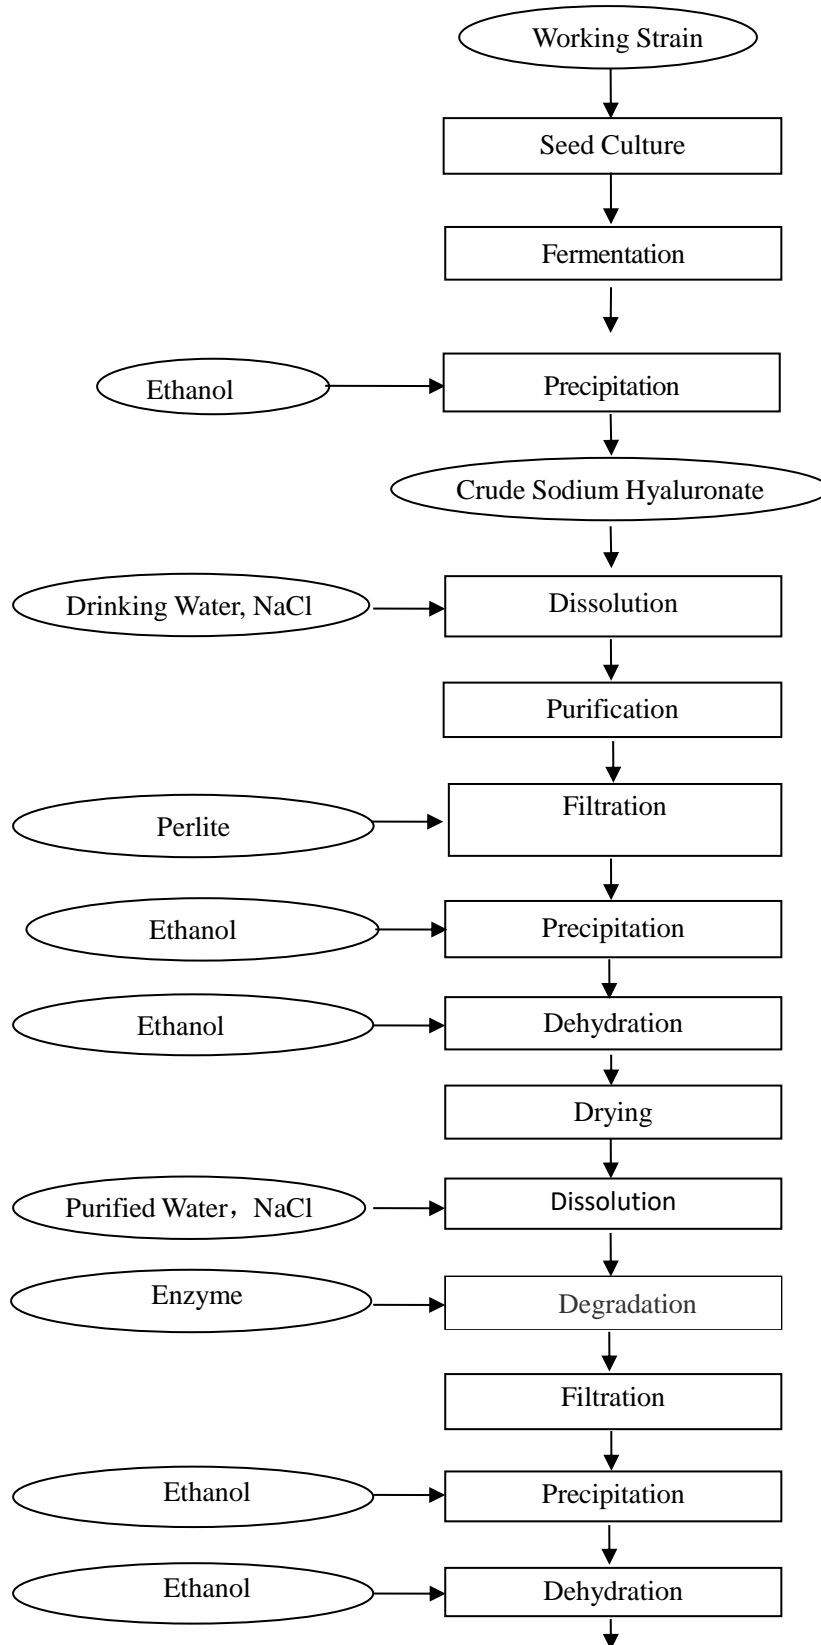 Working Strain
Seed Culture
Fermentation
Ethanol
Precipitation
Crude Sodium Hyaluronate
Drinking Water, NaCl
Dissolution
Purification
Perlite
Filtration
Ethanol
Precipitation
Ethanol
Dehydration
Drying
Purified Water，NaCl
Dissolution
Enzyme
Degradation
Filtration
Ethanol
Precipitation
Ethanol
Dehydration